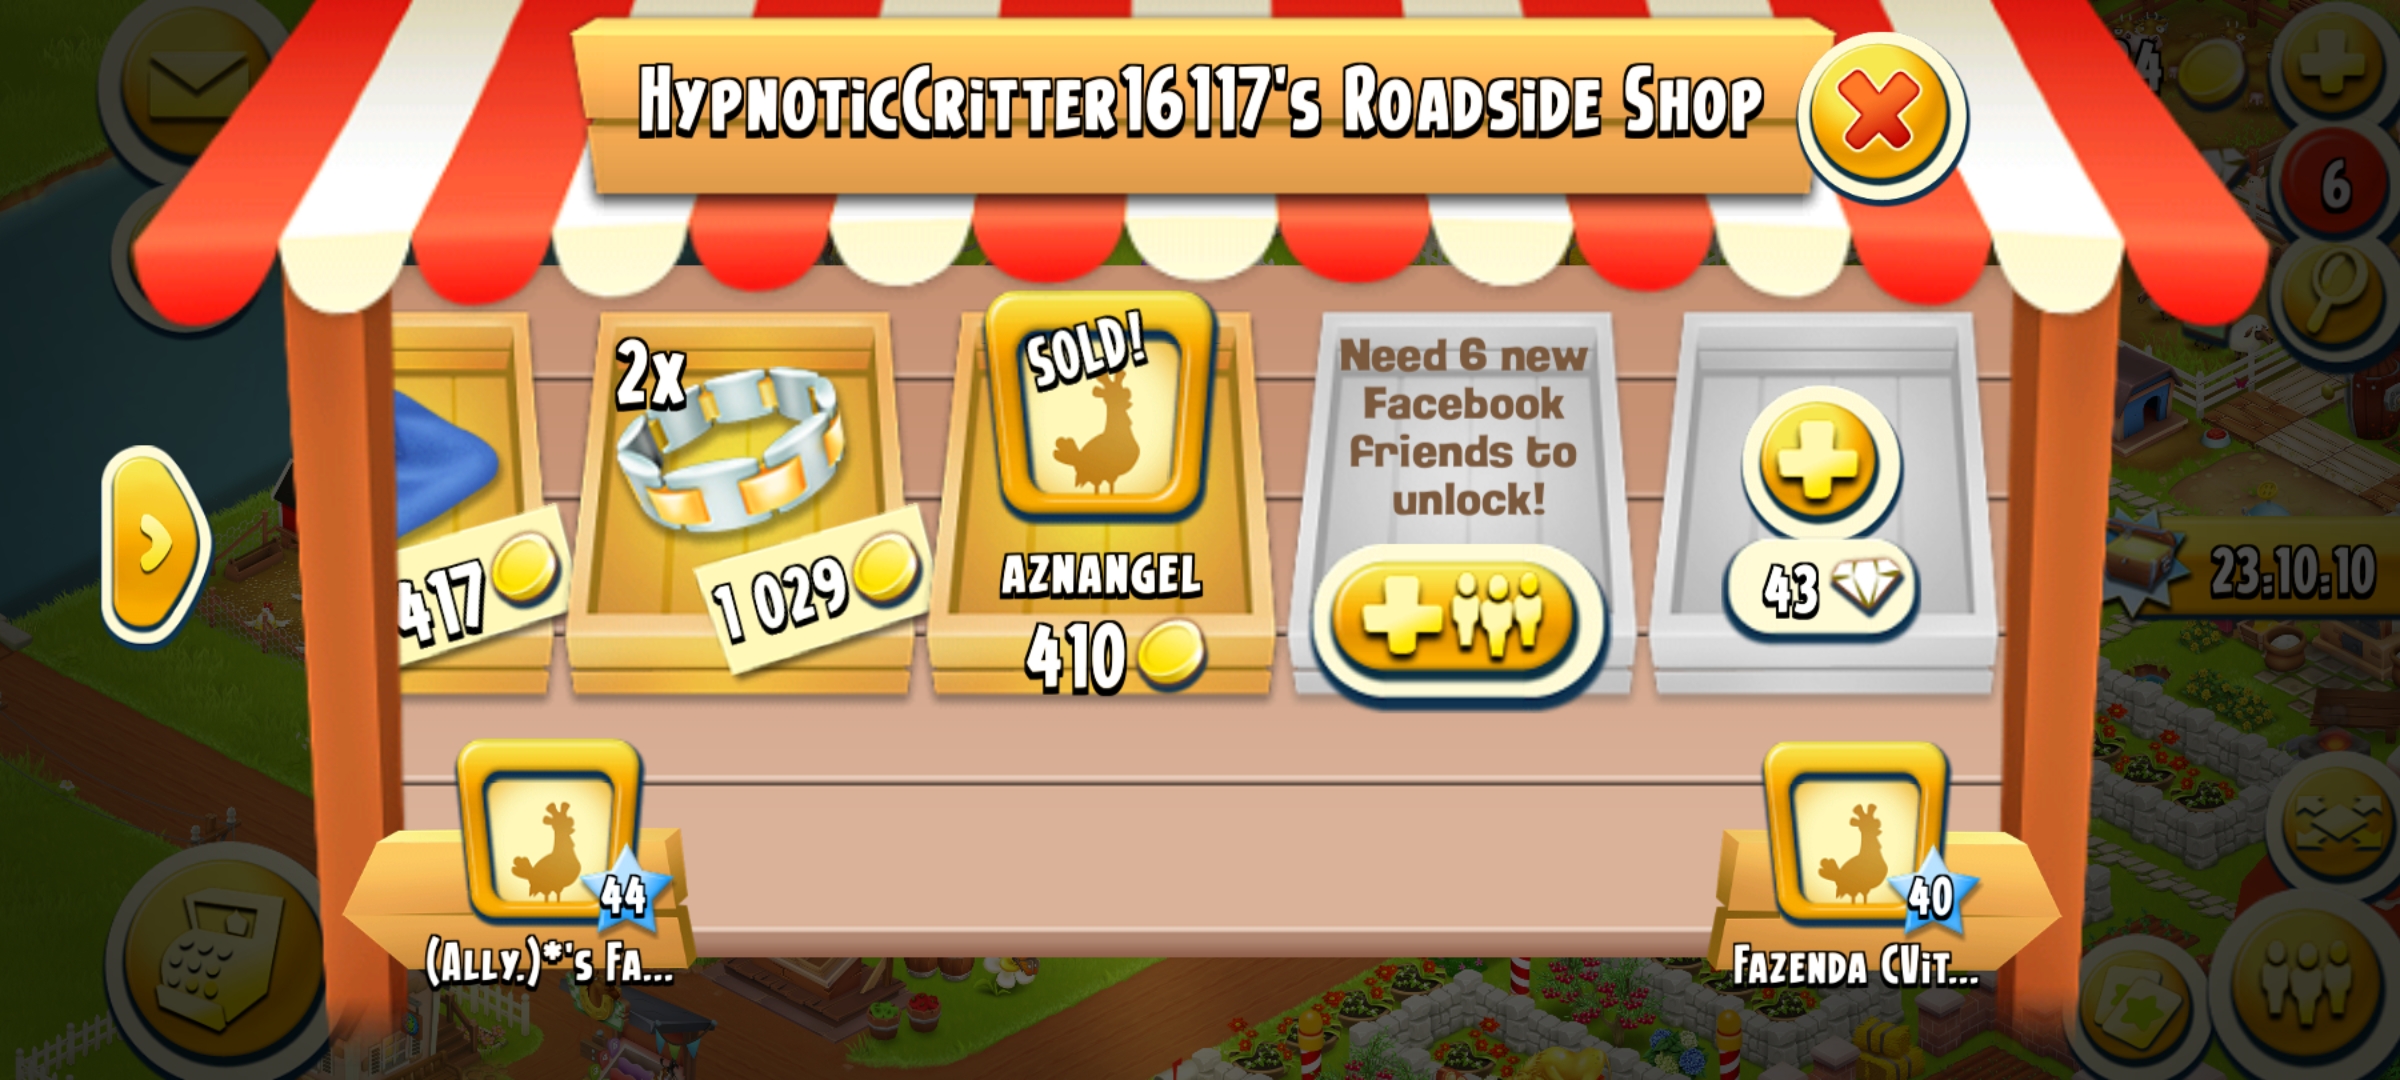 HypnoticCritter16117's Roadside Shop
6
2x
SOLD!
Need 6 new
Facebook
friends to
unlock!
417
1 029
AZNANGEL
410
43
23:10:10
44
(Ally.)*'s Fa...
40
Fazenda CVit...